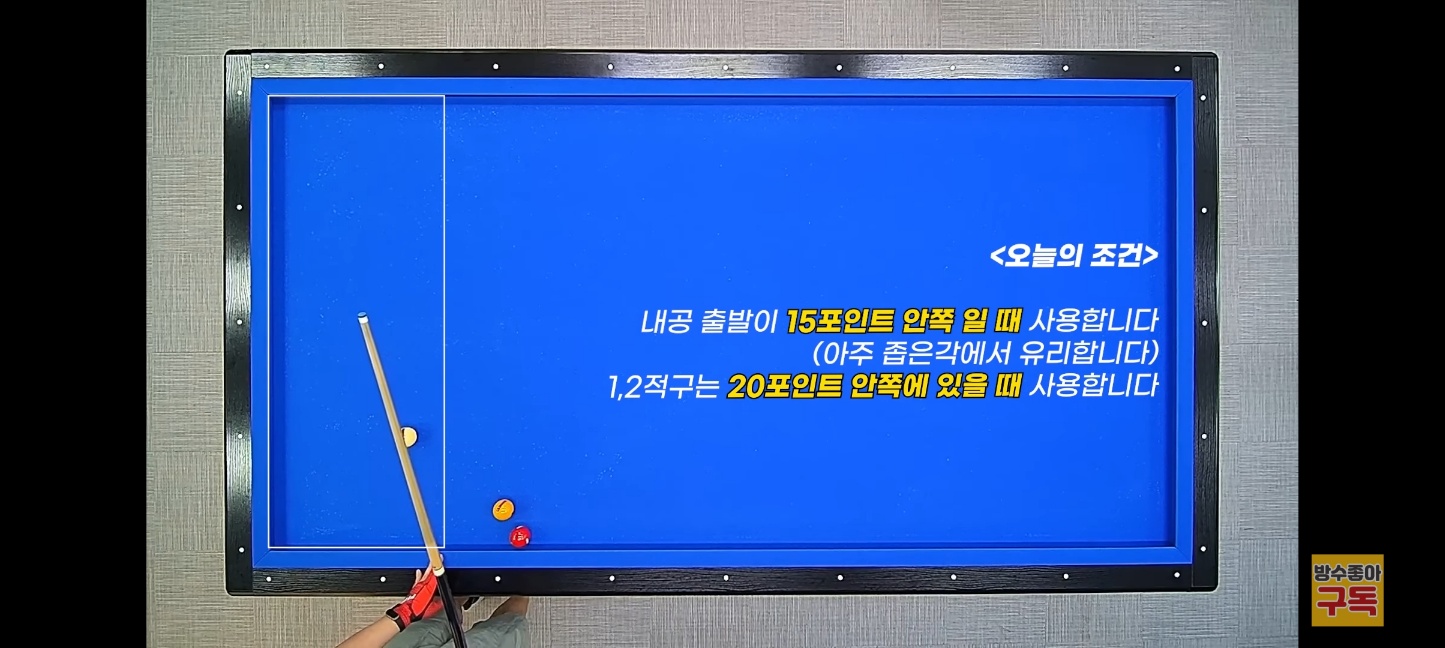 <오늘의 조건>
내공 출발이 15포인트 안쪽 일 때 사용합니다
(아주 좁은각에서 유리합니다)
1,2적구는 20포인트 안쪽에 있을 때 사용합니다
방수좋아
구독